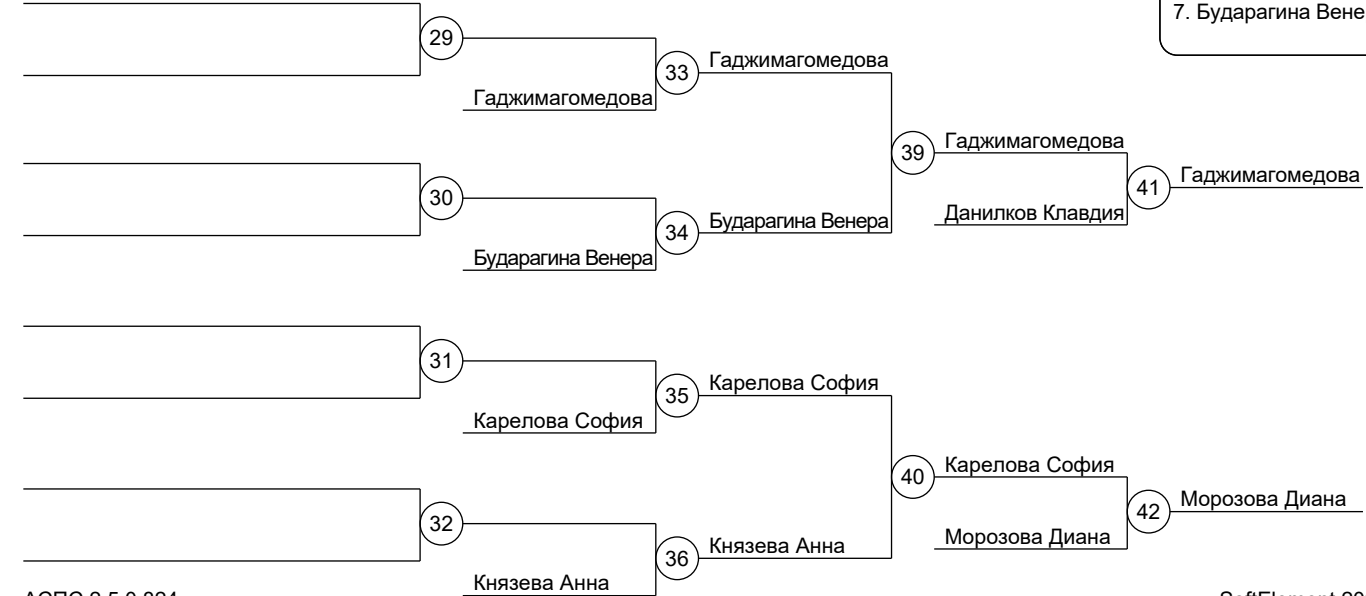 7. Бударагина Вене
29
Гаджимагомедова
33
Гаджимагомедова
39
Гаджимагомедова
41
Гаджимагомедова
30
Бударагина Венера
34
Бударагина Венера
Данилков Клавдия
31
Карелова София
35
Карелова София
40
Карелова София
42
Морозова Диана
32
Князева Анна
36
Князева Анна
Морозова Диана